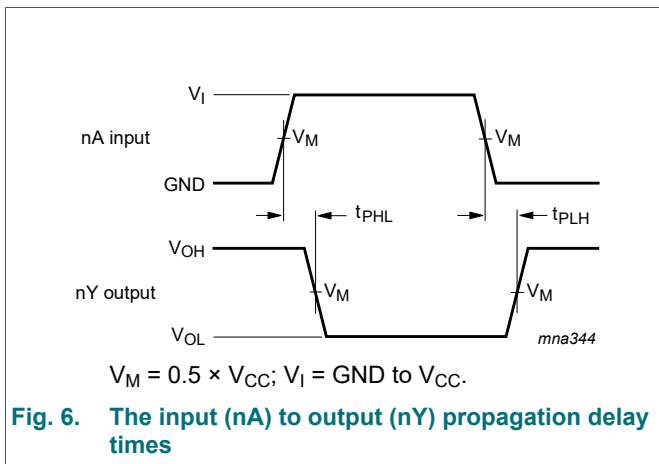 V_I
nA input
V_M
V_M
GND
t_PHL
t_PLH
V_OH
nY output
V_M
V_M
V_OL
mna344
V_M = 0.5 × V_CC; V_I = GND to V_CC.
Fig. 6. The input (nA) to output (nY) propagation delay
times